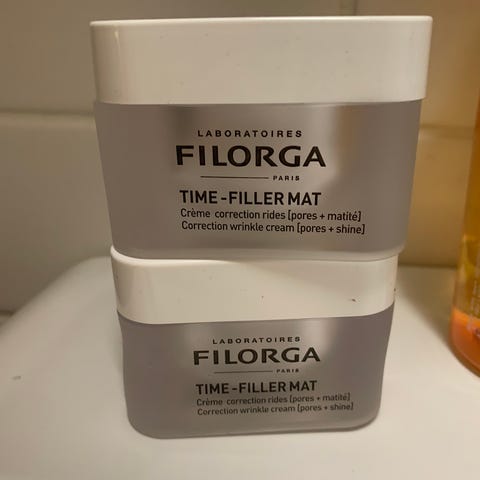 LABORATOIRES
FILORGA
PARIS
TIME-FILLER MAT
Crème correction rides [pores + matité]
Correction wrinkle cream [pores + shine]
LABORATOIRES
FILORGA
PARIS
TIME-FILLER MAT
Crème correction rides [pores + matité]
Correction wrinkle cream [pores + shine]